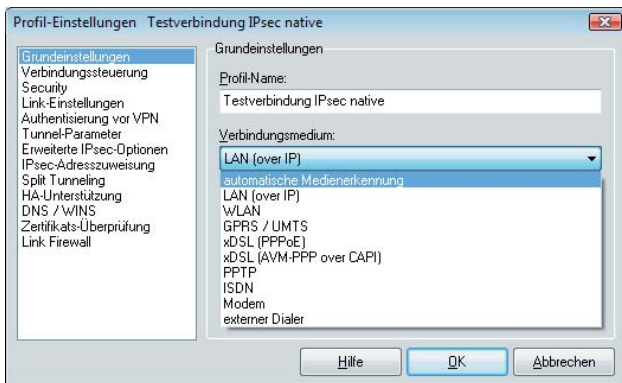 Profil-Einstellungen Testverbindung IPsec native
Grundeinstellungen
Verbindungssteuerung
Security
Link-Einstellungen
Authentisierung vor VPN
Tunnel-Parameter
Erweiterte IPsec-Optionen
IPsec-Adresszuweisung
Split Tunneling
HA-Unterstützung
DNS / WINS
Zertifikats-Überprüfung
Link Firewall
Grundeinstellungen
Profil-Name:
Testverbindung IPsec native
Verbindungsmedium:
LAN (over IP)
automatische Medienerkennung
LAN (over IP)
WLAN
GPRS / UMTS
xDSL (PPPoE)
xDSL (AVM-PPP over CAPI)
PPTP
ISDN
Modem
externer Dialer
Hilfe
OK
Abbrechen